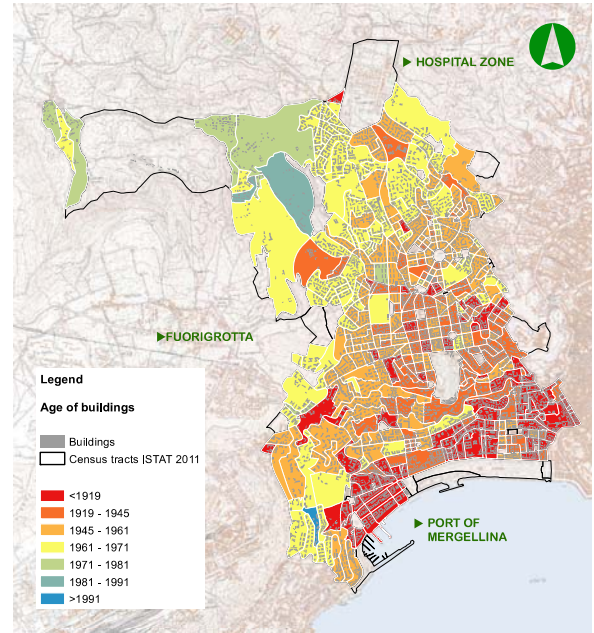 HOSPITAL ZONE
FUORIGROTTA
Legend
Age of buildings
Buildings
Census tracts ISTAT 2011
<1919
1919 - 1945
1945 - 1961
1961 - 1971
1971 - 1981
1981 - 1991
>1991
PORT OF
MERGELLINA